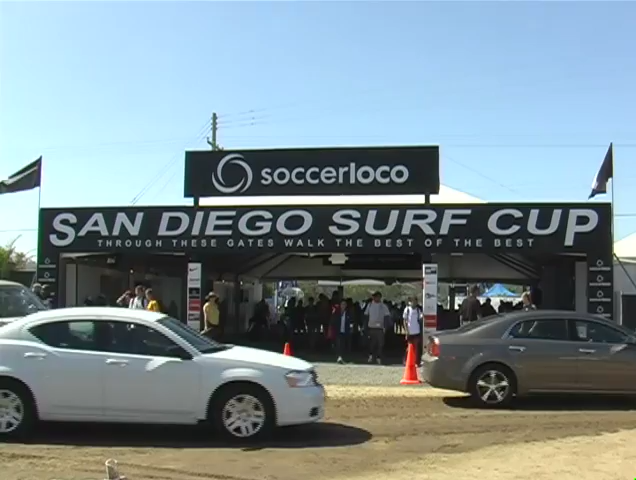 soccerloco
SAN DIEGO SURF CUP
THROUGH THESE GATES WALK THE BEST OF THE BEST